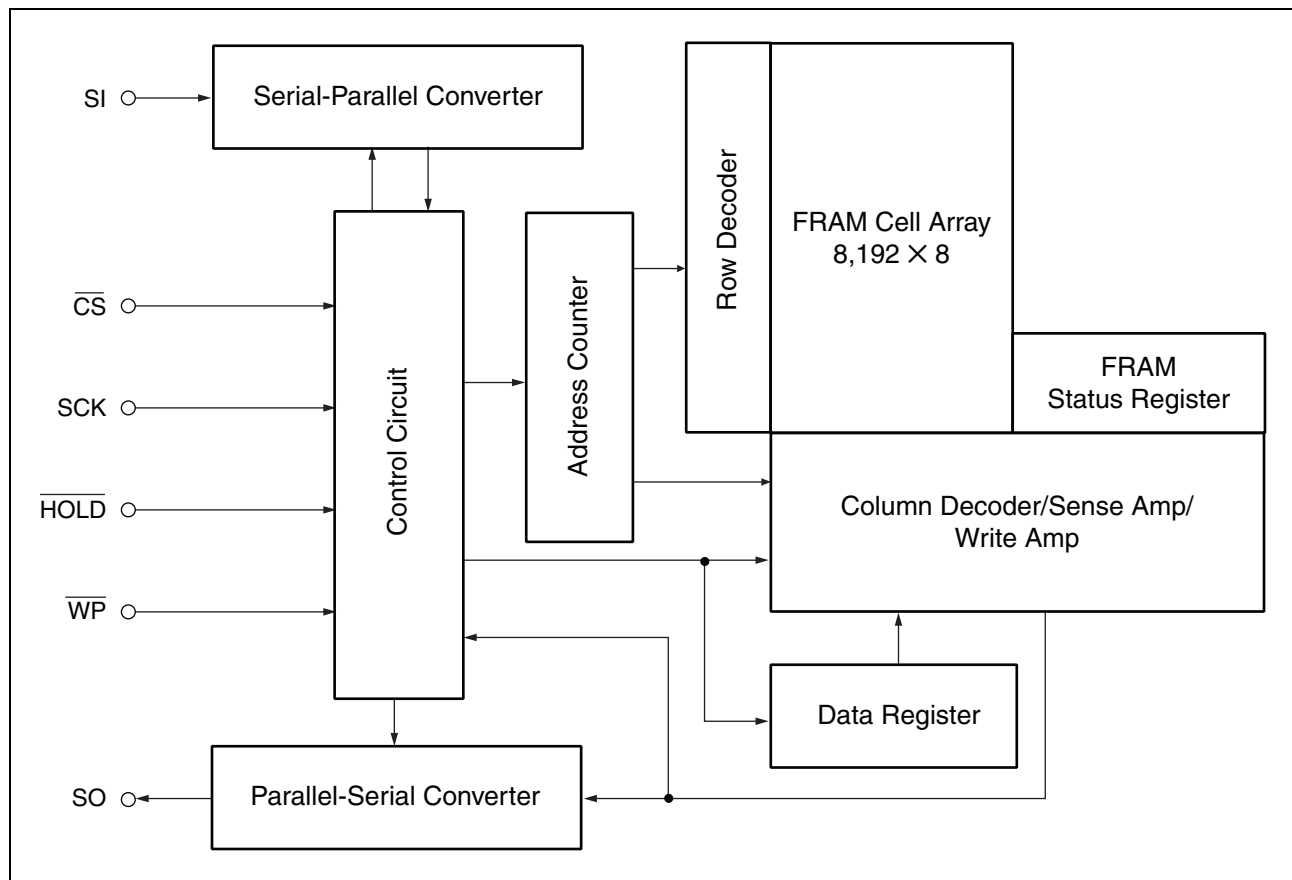 SI
Serial-Parallel Converter
CS
SCK
HOLD
WP
SO
Control Circuit
Address Counter
Row Decoder
FRAM Cell Array
8,192 × 8
FRAM
Status Register
Column Decoder/Sense Amp/
Write Amp
Data Register
Parallel-Serial Converter